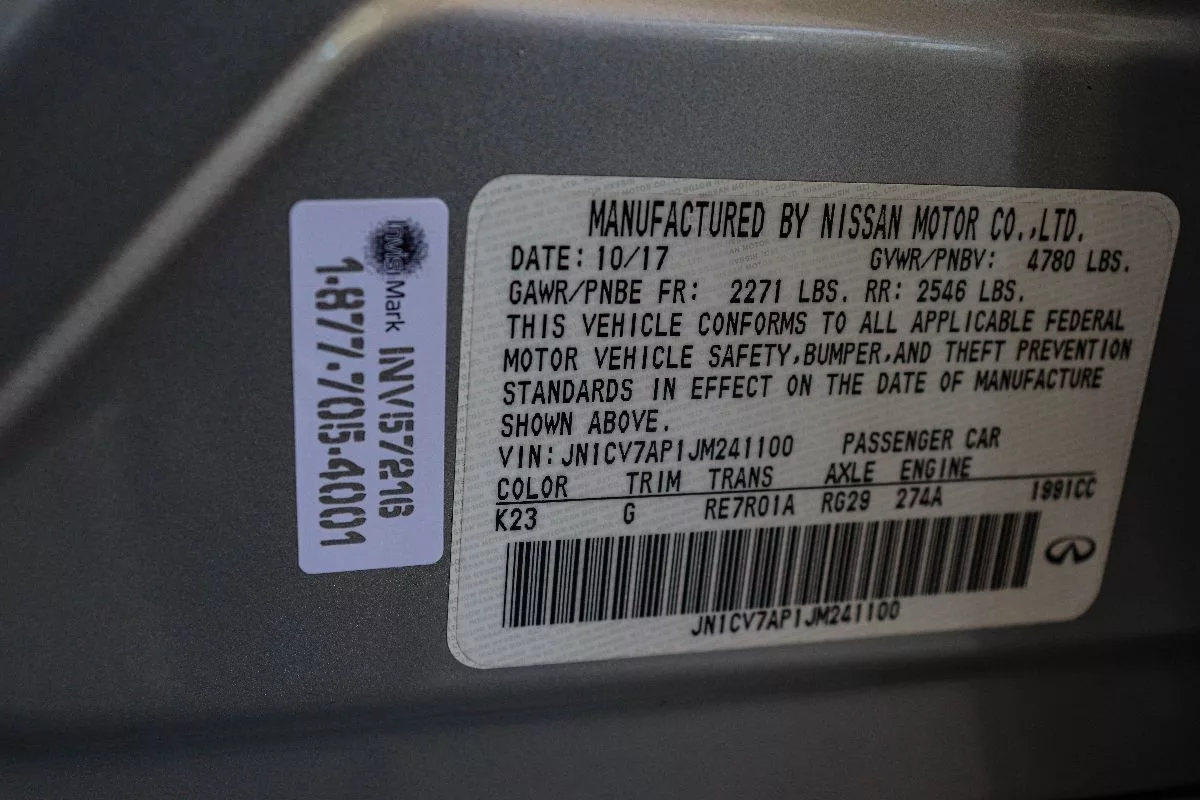 InVisiMark INV57216
1·877·705·4001
MANUFACTURED BY NISSAN MOTOR CO.,LTD.
DATE: 10/17 GVWR/PNBV: 4780 LBS.
GAWR/PNBE FR: 2271 LBS. RR: 2546 LBS.
THIS VEHICLE CONFORMS TO ALL APPLICABLE FEDERAL
MOTOR VEHICLE SAFETY,BUMPER,AND THEFT PREVENTION
STANDARDS IN EFFECT ON THE DATE OF MANUFACTURE
SHOWN ABOVE.
VIN: JN1CV7AP1JM241100 PASSENGER CAR
COLOR TRIM TRANS AXLE ENGINE
K23 G RE7R01A RG29 274A 1991CC
JN1CV7AP1JM241100